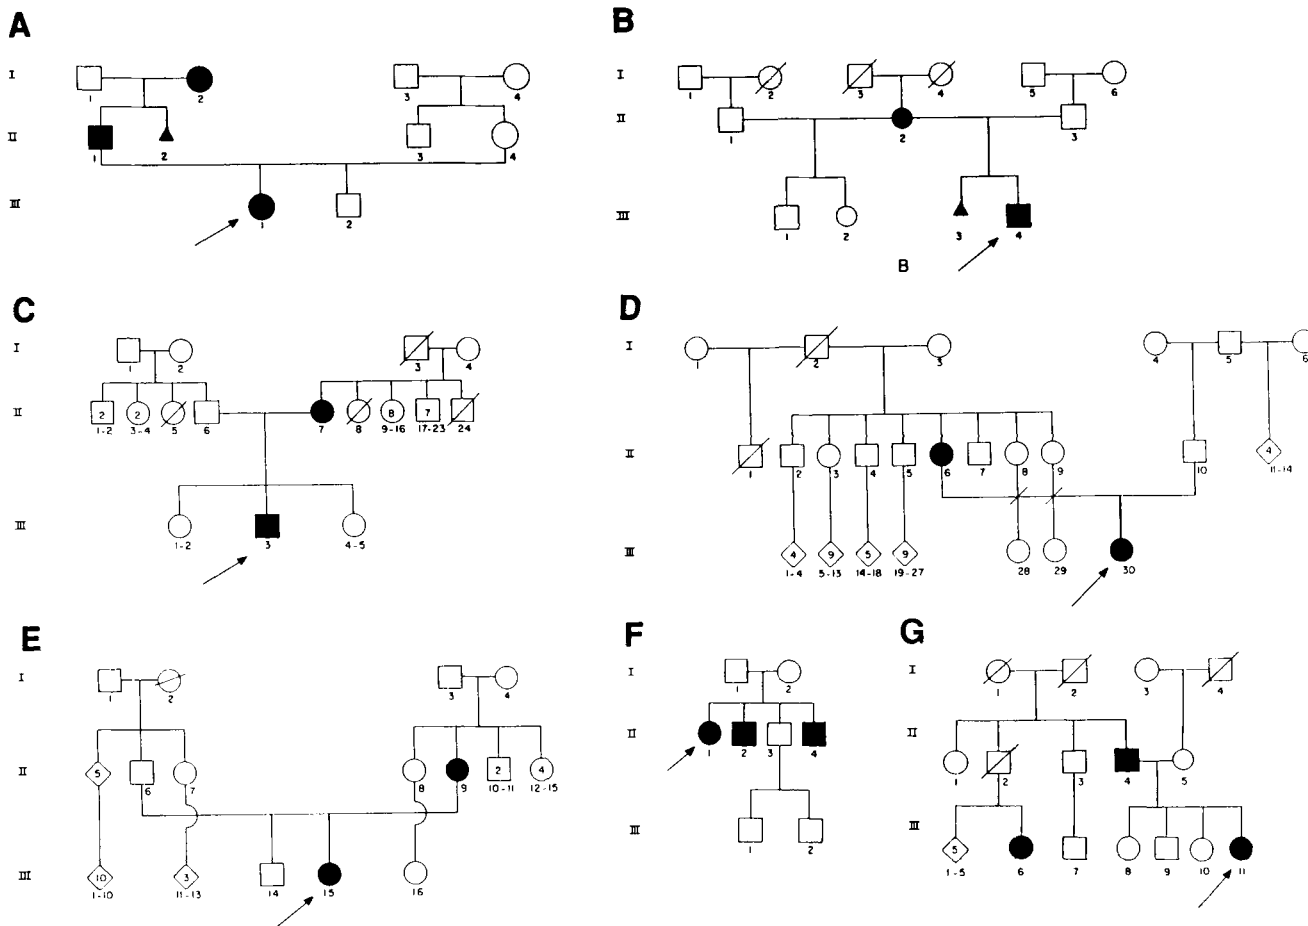 A
I
1 2 3 4
II
1 2 3 4
III
1 2
B
I
1 2 3 4 5 6
II
1 2 3
III
1 2 3 4
B
C
I
1 2 3 4
II
2 2 8 7
1-2 3-4 5 6 7 8 9-16 17-23 24
III
1-2 3 4-5
D
I
1 2 3 4 5 6
II
4
1 2 3 4 5 6 7 8 9 10 11-14
III
4 9 5 9
1-4 5-13 14-18 19-27 28 29 30
E
I
1 2 3 4
II
5 2 4
6 7 8 9 10-11 12-15
III
10 3
1-10 11-13 14 15 16
F
I
1 2
II
1 2 3 4
III
1 2
G
I
1 2 3 4
II
1 2 3 4 5
III
5
1-5 6 7 8 9 10 11